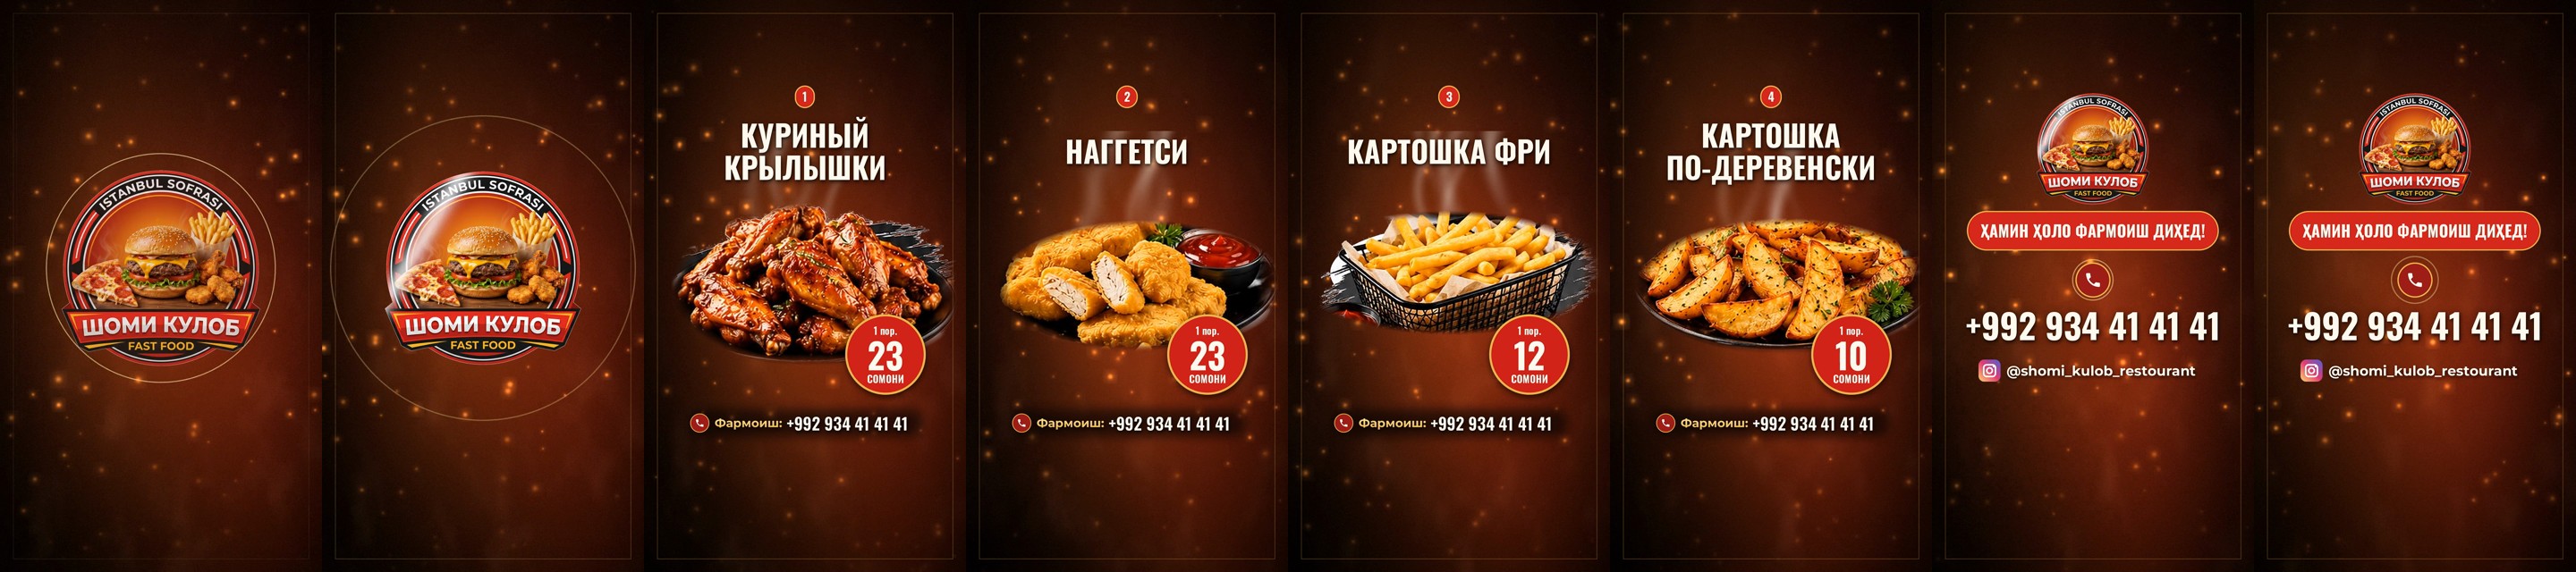 ISTANBUL SOFRASI
ШОМИ КУЛОБ
FAST FOOD
ISTANBUL SOFRASI
ШОМИ КУЛОБ
FAST FOOD
1
КУРИНЫЙ
КРЫЛЫШКИ
1 пор.
23
СОМОНИ
Фармоиш: +992 934 41 41 41
2
НАГГЕТСИ
1 пор.
23
СОМОНИ
Фармоиш: +992 934 41 41 41
3
КАРТОШКА ФРИ
1 пор.
12
СОМОНИ
Фармоиш: +992 934 41 41 41
4
КАРТОШКА
ПО-ДЕРЕВЕНСКИ
1 пор.
10
СОМОНИ
Фармоиш: +992 934 41 41 41
ISTANBUL SOFRASI
ШОМИ КУЛОБ
FAST FOOD
ҲАМИН ҲОЛО ФАРМОИШ ДИҲЕД!
+992 934 41 41 41
@shomi_kulob_restourant
ISTANBUL SOFRASI
ШОМИ КУЛОБ
FAST FOOD
ҲАМИН ҲОЛО ФАРМОИШ ДИҲЕД!
+992 934 41 41 41
@shomi_kulob_restourant